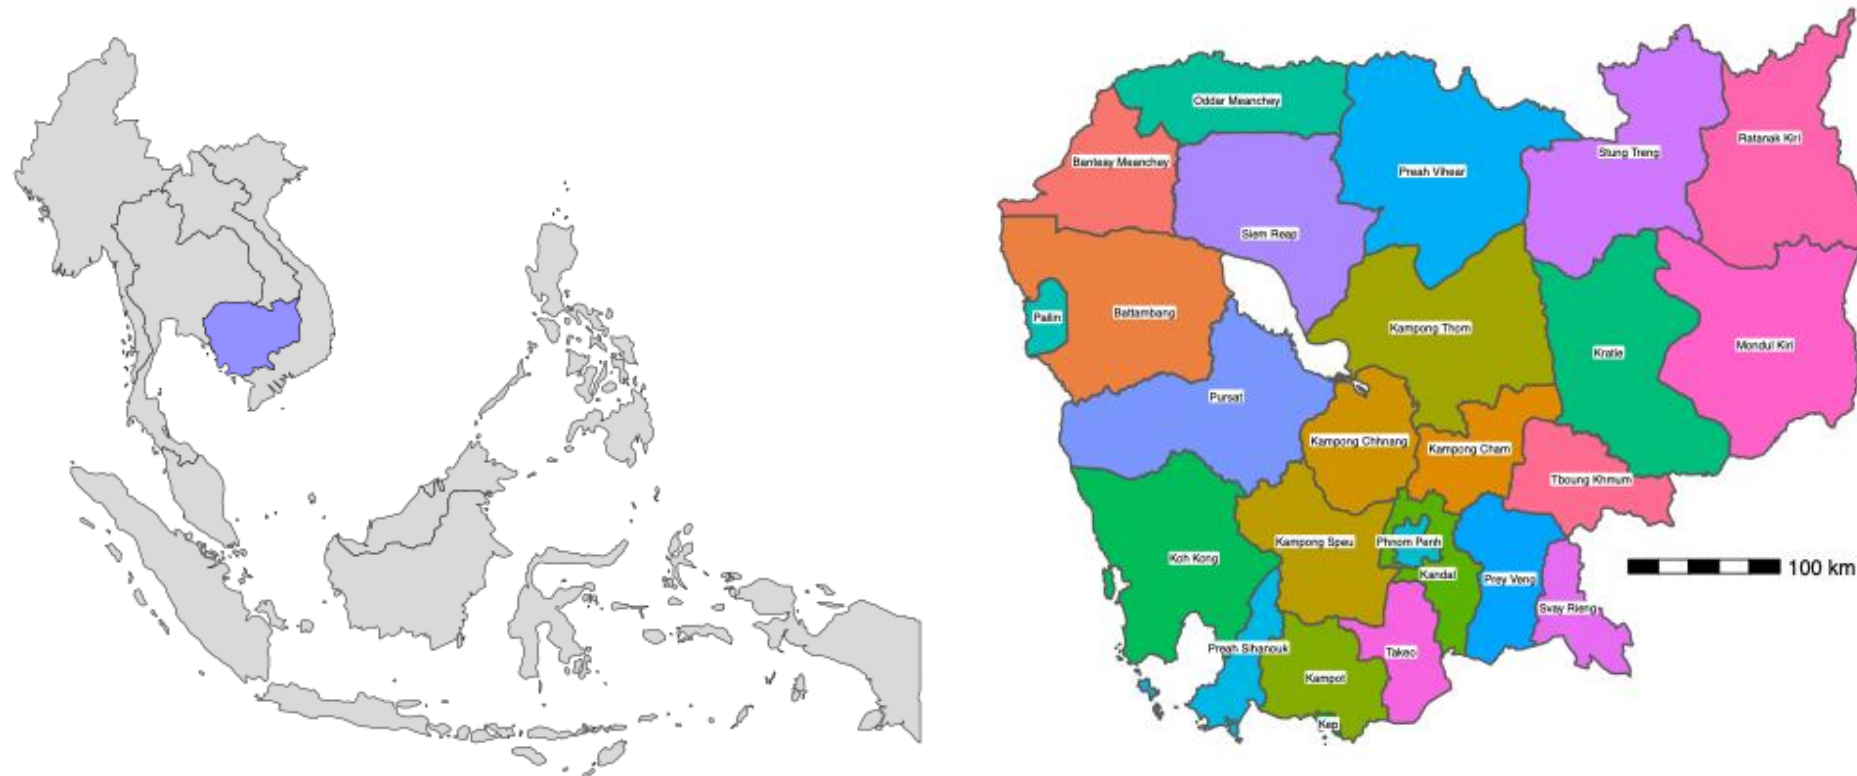 Oddar Meanchey
Banteay Meanchey
Preah Vihear
Stung Treng
Ratanak Kiri
Siem Reap
Pailin
Battambang
Kampong Thom
Kratie
Mondul Kiri
Pursat
Kampong Chhnang
Kampong Cham
Tboung Khmum
Koh Kong
Kampong Speu
Phnom Penh
Kandal
Prey Veng
100 km
Svay Rieng
Preah Sihanouk
Takeo
Kampot
Kep